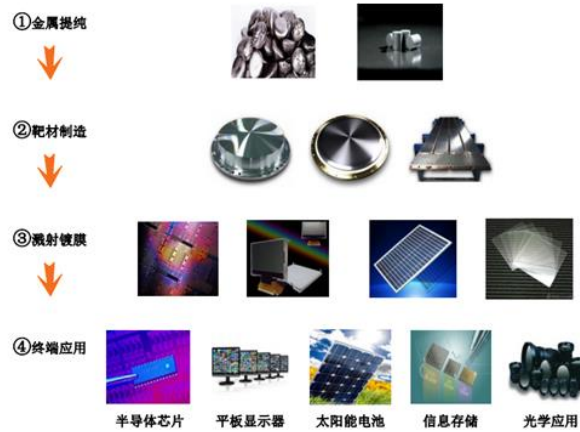 ①金属提纯
②靶材制造
③溅射镀膜
④终端应用
半导体芯片 平板显示器 太阳能电池 信息存储 光学应用